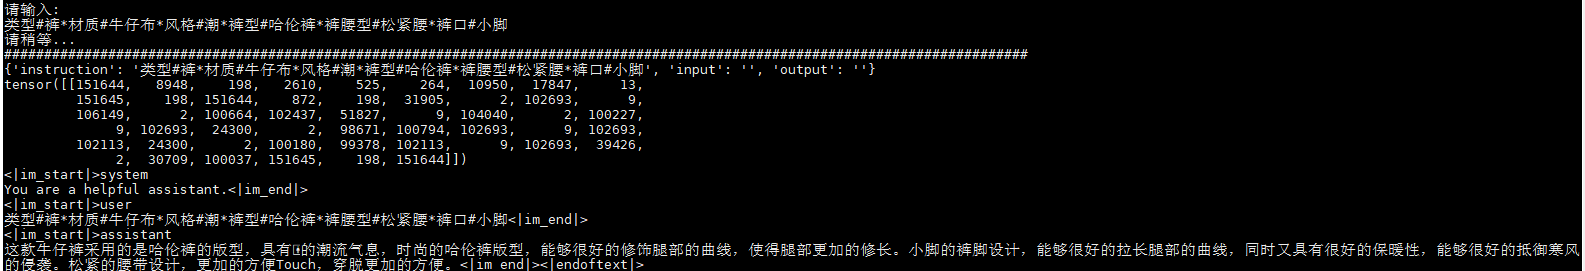 请输入:
类型#裤*材质#牛仔布*风格#潮*裤型#哈伦裤*裤腰型#松紧腰*裤口#小脚
请稍等...
################################################################################################################################
{'instruction': '类型#裤*材质#牛仔布*风格#潮*裤型#哈伦裤*裤腰型#松紧腰*裤口#小脚', 'input': '', 'output': ''}
tensor([[151644,   8948,    198,   2610,    525,    264,  10950,  17847,     13,
         151645,    198, 151644,    872,    198,  31905,      2, 102693,      9,
         106149,      2, 100664, 102437,  51827,      9, 104040,      2, 100227,
              9, 102693,  24300,      2,  98671, 100794, 102693,      9, 102693,
         102113,  24300,      2, 100180,  99378, 102113,      9, 102693,  39426,
              2,  30709, 100037, 151645,    198, 151644]])
<|im_start|>system
You are a helpful assistant.<|im_end|>
<|im_start|>user
类型#裤*材质#牛仔布*风格#潮*裤型#哈伦裤*裤腰型#松紧腰*裤口#小脚<|im_end|>
<|im_start|>assistant
这款牛仔裤采用的是哈伦裤的版型，具有的潮流气息，时尚的哈伦裤版型，能够很好的修饰腿部的曲线，使得腿部更加的修长。小脚的裤脚设计，能够很好的拉长腿部的曲线，同时又具有很好的保暖性，能够很好的抵御寒风
的侵袭。松紧的腰带设计，更加的方便Touch，穿脱更加的方便。<|im_end|><|endoftext|>